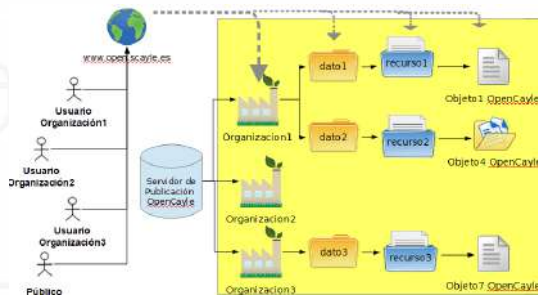 www.openscayle.es
Usuario
Organización1
Usuario
Organización2
Usuario
Organización3
Público
Servidor de
Publicación
OpenCayle
Organizacion1
Organizacion2
Organizacion3
dato1
recurso1
Objeto1 OpenCayle
dato2
recurso2
Objeto4 OpenCayle
dato3
recurso3
Objeto7 OpenCayle